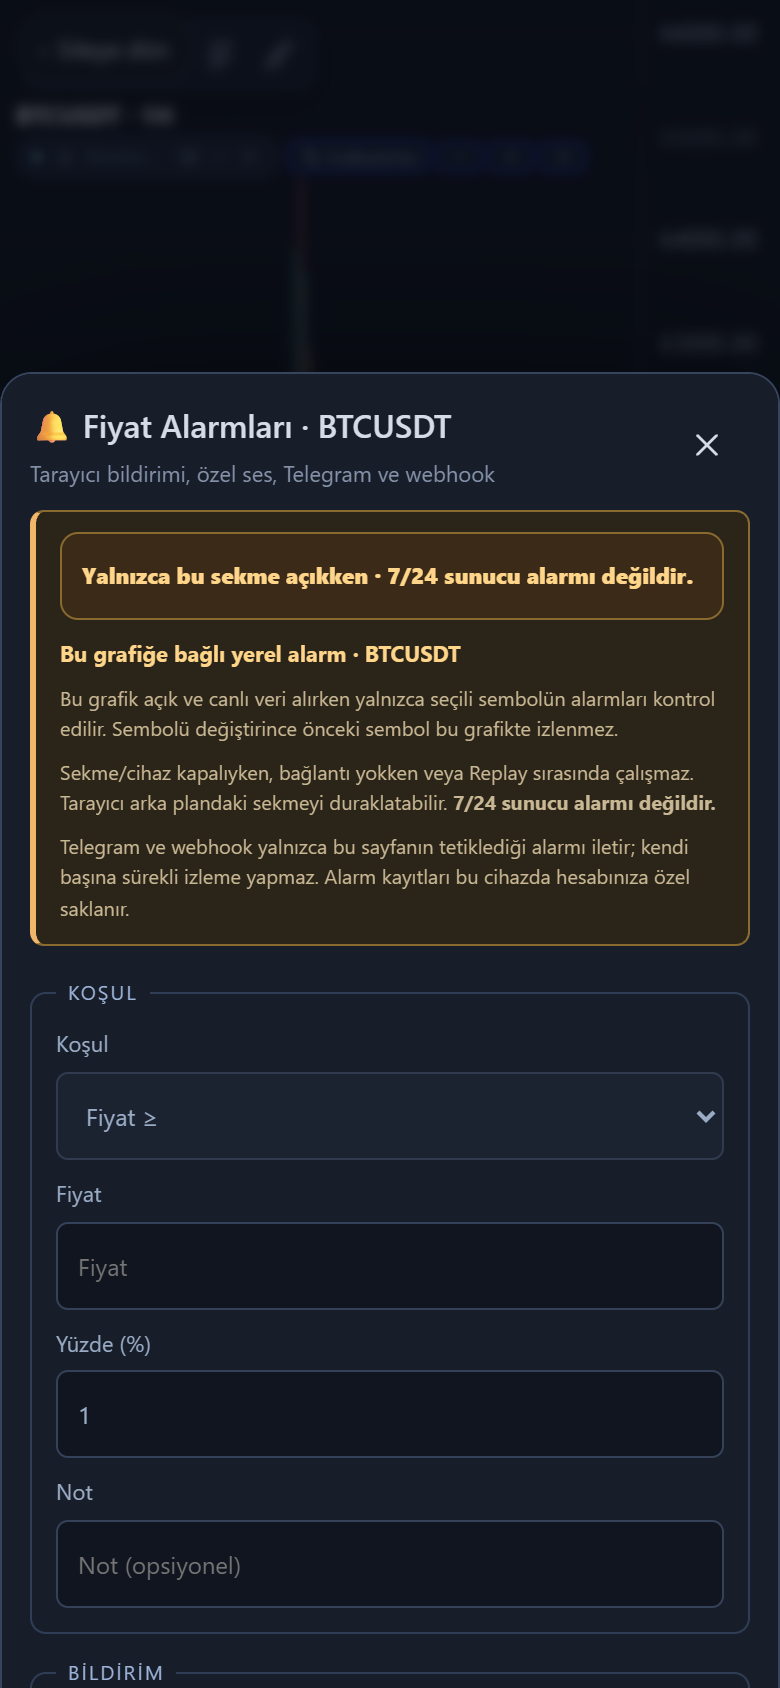 Fiyat Alarmları · BTCUSDT
Tarayıcı bildirimi, özel ses, Telegram ve webhook
Yalnızca bu sekme açıkken · 7/24 sunucu alarmı değildir.
Bu grafiğe bağlı yerel alarm · BTCUSDT
Bu grafik açık ve canlı veri alırken yalnızca seçili sembolün alarmları kontrol
edilir. Sembolü değiştirince önceki sembol bu grafikte izlenmez.
Sekme/cihaz kapalıyken, bağlantı yokken veya Replay sırasında çalışmaz.
Tarayıcı arka plandaki sekmeyi duraklatabilir. 7/24 sunucu alarmı değildir.
Telegram ve webhook yalnızca bu sayfanın tetiklediği alarmı iletir; kendi
başına sürekli izleme yapmaz. Alarm kayıtları bu cihazda hesabınıza özel
saklanır.
KOŞUL
Koşul
Fiyat ≥
Fiyat
Fiyat
Yüzde (%)
1
Not
Not (opsiyonel)
BİLDİRİM